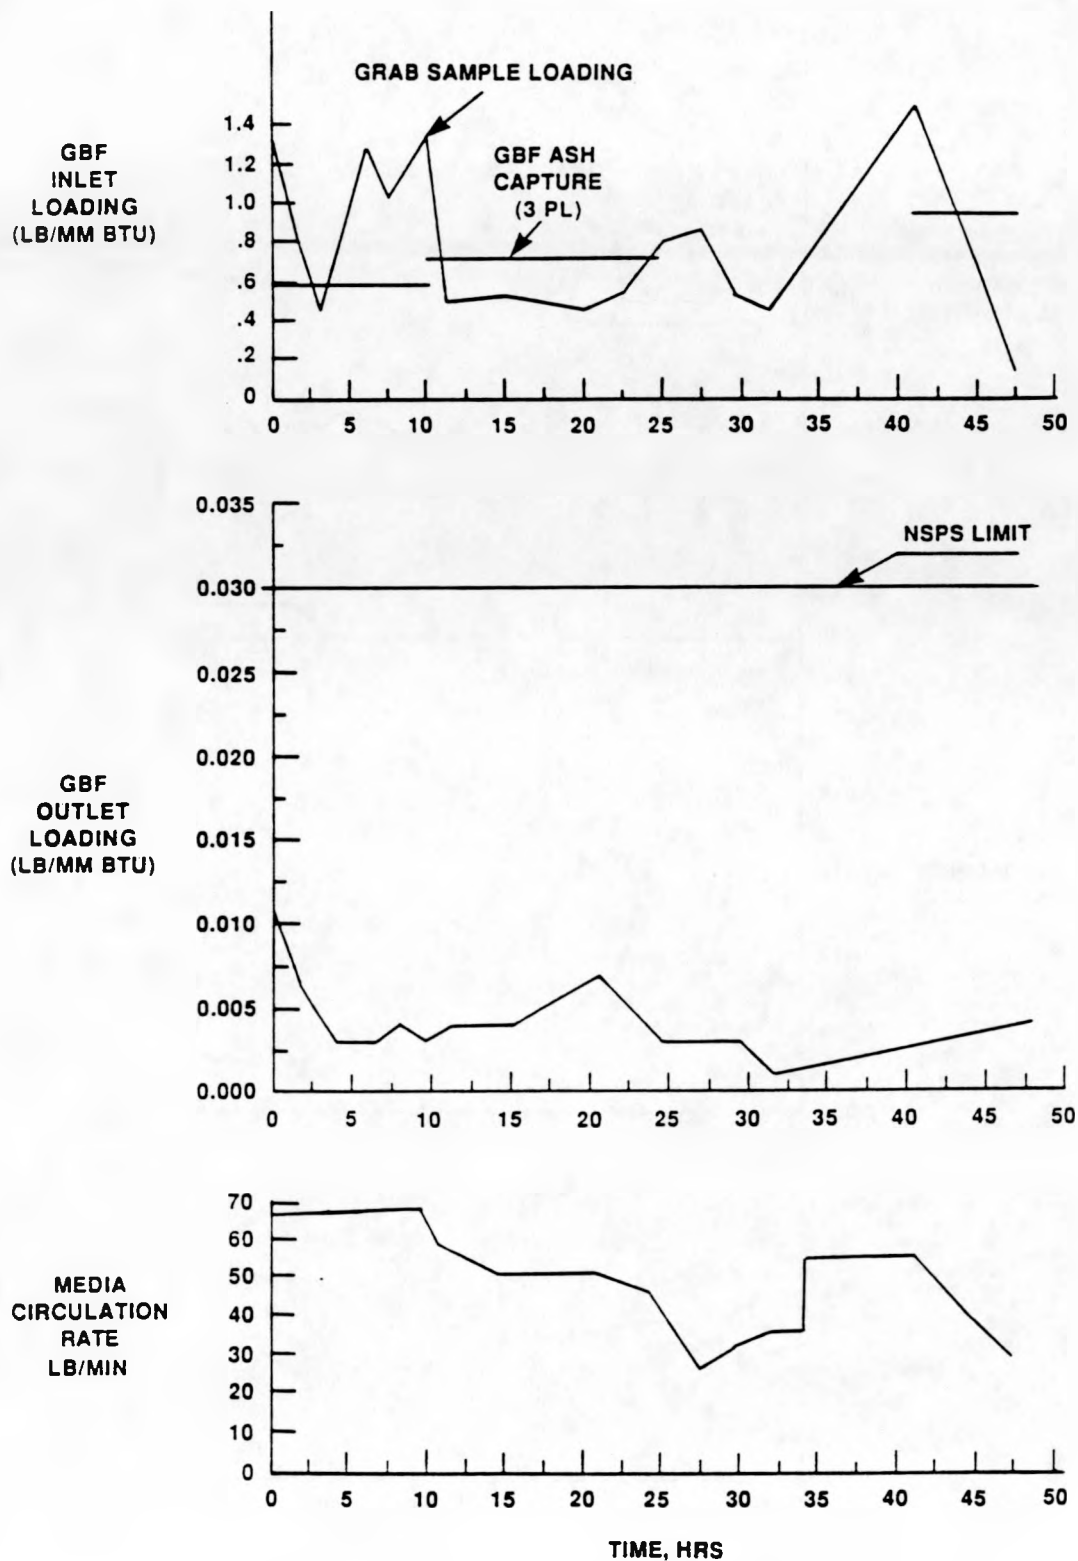 GRAB SAMPLE LOADING
GBF
INLET
LOADING
(LB/MM BTU)
GBF ASH
CAPTURE
(3 PL)
1.4
1.2
1.0
.8
.6
.4
.2
0
0 5 10 15 20 25 30 35 40 45 50
NSPS LIMIT
GBF
OUTLET
LOADING
(LB/MM BTU)
0.035
0.030
0.025
0.020
0.015
0.010
0.005
0.000
0 5 10 15 20 25 30 35 40 45 50
MEDIA
CIRCULATION
RATE
LB/MIN
70
60
50
40
30
20
10
0
0 5 10 15 20 25 30 35 40 45 50
TIME, HRS